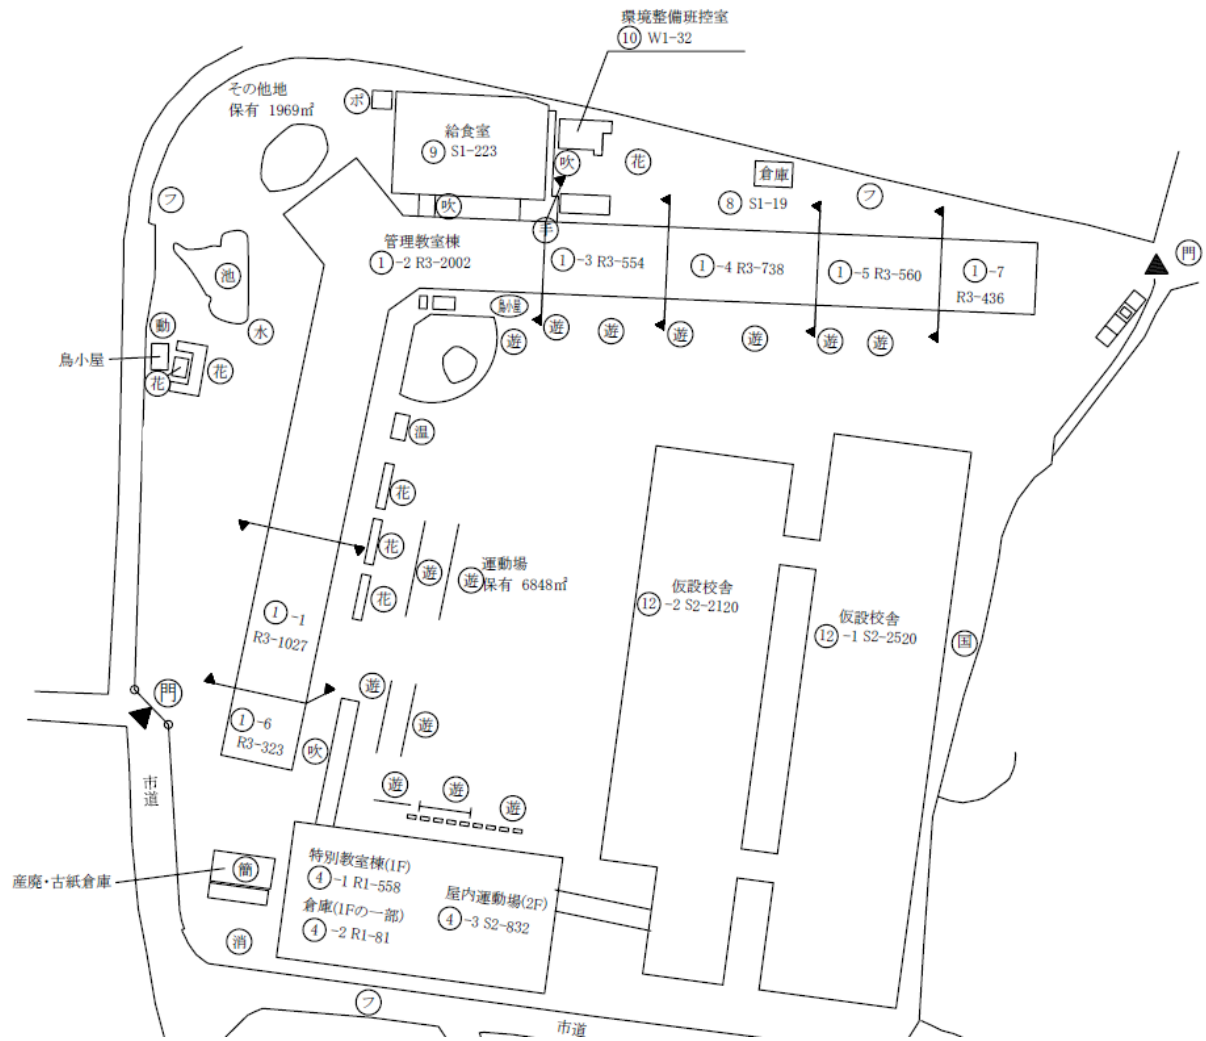 環境整備班控室
⑩ W1-32
その他地
保有 1969㎡
ポ
給食室
⑨ S1-223
吹
花
倉庫
⑧ S1-19
フ
フ
吹
手
門
管理教室棟
①-2 R3-2002
①-3 R3-554
①-4 R3-738
①-5 R3-560
①-7
R3-436
池
水
動
鳥小屋
花
花
鳥小屋
遊
遊
遊
遊
遊
遊
遊
温
花
花
花
遊
遊
運動場
保有 6848㎡
仮設校舎
⑫-2 S2-2120
仮設校舎
⑫-1 S2-2520
国
①-1
R3-1027
門
①-6
R3-323
吹
遊
遊
遊
遊
遊
市道
産廃・古紙倉庫
簡
特別教室棟(1F)
④-1 R1-558
倉庫(1Fの一部)
④-2 R1-81
屋内運動場(2F)
④-3 S2-832
消
フ
市道